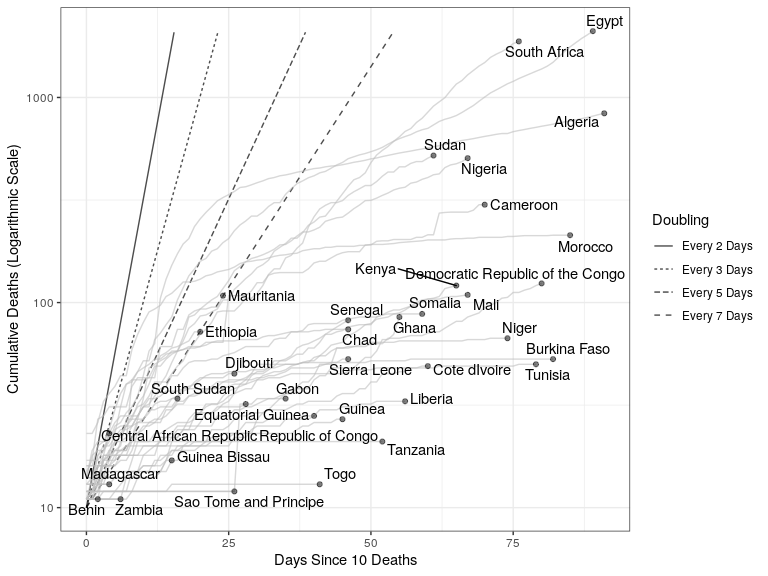 Egypt
South Africa
1000
Algeria
Sudan
Nigeria
Cameroon
Doubling
Morocco
Every 2 Days
Kenya
Democratic Republic of the Congo
Every 3 Days
Every 5 Days
Every 7 Days
Mauritania
100
Somalia
Mali
Senegal
Ethiopia
Ghana
Niger
Chad
Burkina Faso
Djibouti
Sierra Leone
Cote dIvoire
Tunisia
South Sudan
Gabon
Liberia
Equatorial Guinea
Guinea
Central African Republic
Republic of Congo
Tanzania
Guinea Bissau
Madagascar
Togo
Sao Tome and Principe
10
Benin
Zambia
0
25
50
75
Days Since 10 Deaths
Cumulative Deaths (Logarithmic Scale)